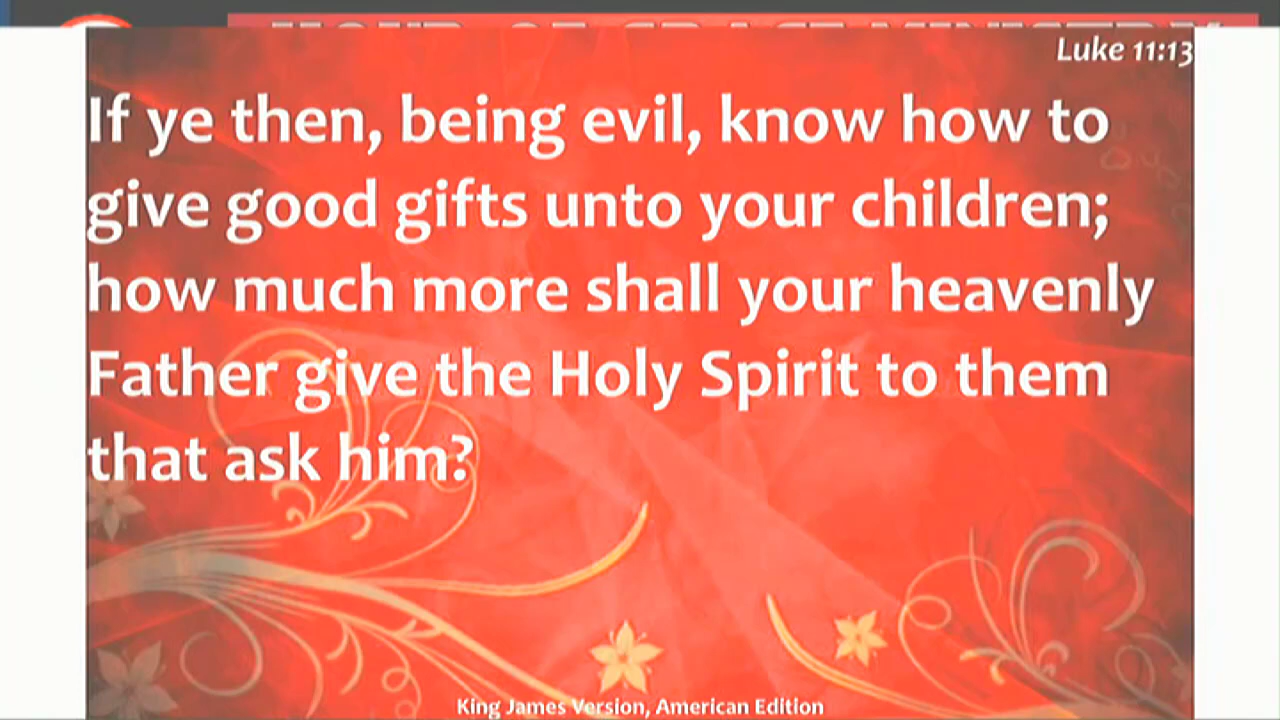 Luke 11:13
If ye then, being evil, know how to
give good gifts unto your children;
how much more shall your heavenly
Father give the Holy Spirit to them
that ask him?
King James Version, American Edition